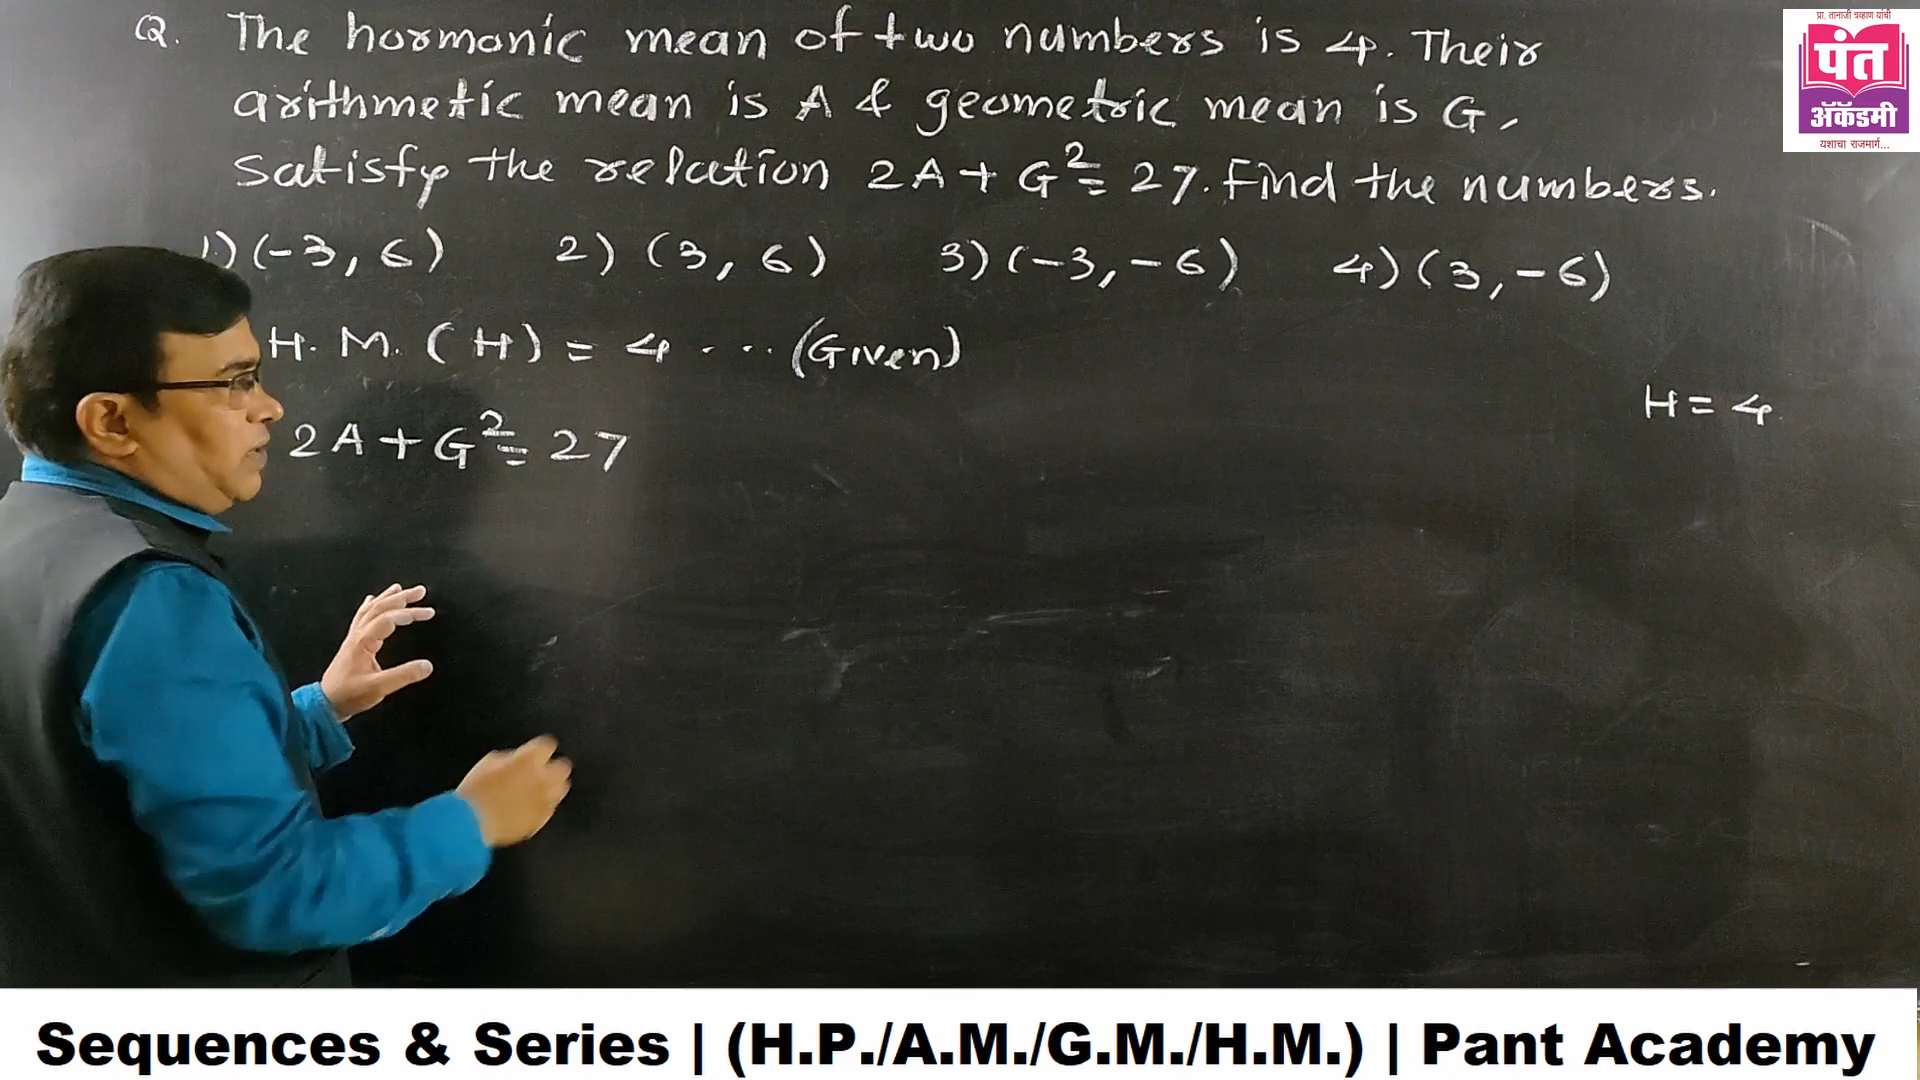 Q. The harmonic mean of two numbers is 4. Their
arithmetic mean is A & geometric mean is G,
Satisfy the relation 2A + G² = 27. Find the numbers.
1) (-3, 6) 2) (3, 6) 3) (-3, -6) 4) (3, -6)
H. M. (H) = 4 ... (Given)
H = 4
2A + G² = 27
प्रा. तानाजी चव्हाण यांची
पंत
अ‍ॅकॅडमी
यशाचा राजमार्ग...
Sequences & Series | (H.P./A.M./G.M./H.M.) | Pant Academy